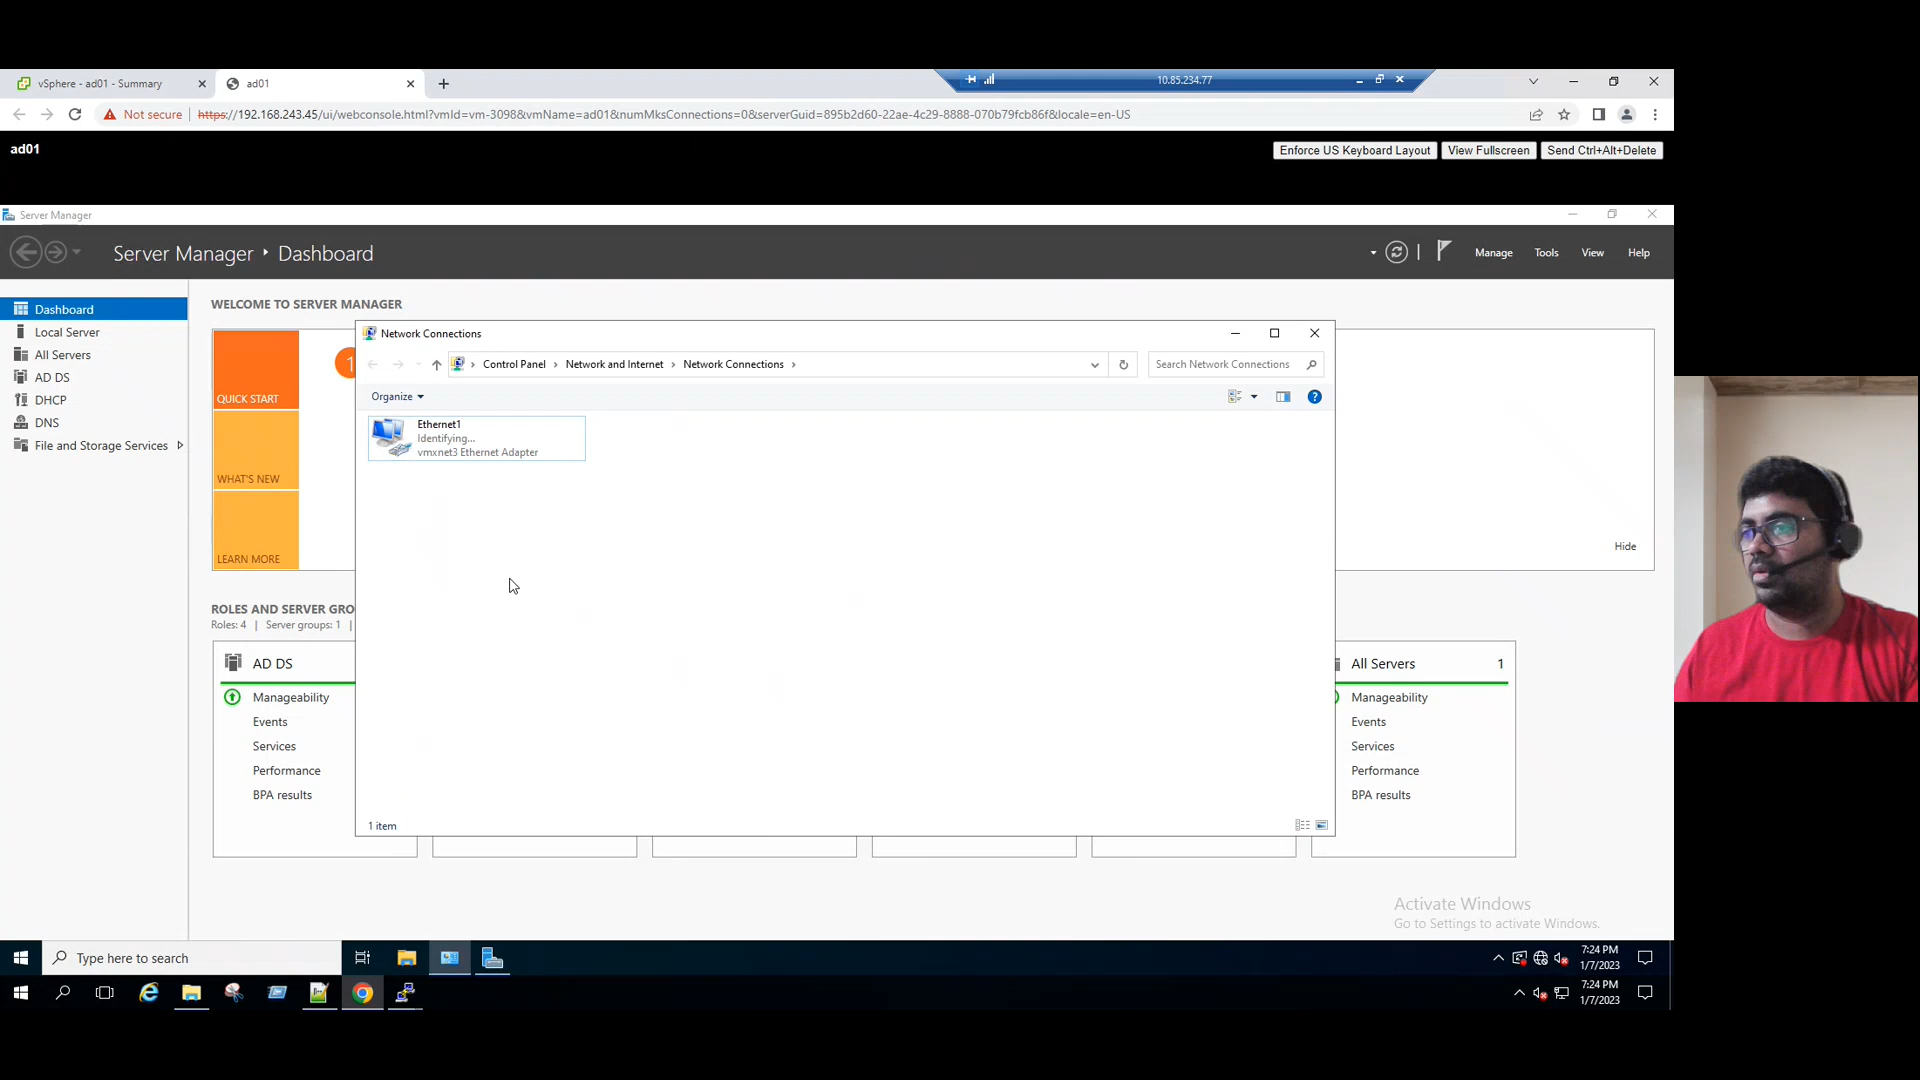 vSphere - ad01 - Summary
ad01
10.85.234.77
Not secure
https://192.168.243.45/ui/webconsole.html?vmId=vm-3098&vmName=ad01&numMksConnections=0&serverGuid=895b2d60-22ae-4c29-8888-070b79fcb86f&locale=en-US
ad01
Enforce US Keyboard Layout
View Fullscreen
Send Ctrl+Alt+Delete
Server Manager
Server Manager
Dashboard
Manage
Tools
View
Help
Dashboard
Local Server
All Servers
AD DS
DHCP
DNS
File and Storage Services
WELCOME TO SERVER MANAGER
QUICK START
WHAT'S NEW
LEARN MORE
1
Hide
Network Connections
Control Panel
Network and Internet
Network Connections
Search Network Connections
Organize
Ethernet1
Identifying...
vmxnet3 Ethernet Adapter
1 item
ROLES AND SERVER GRO
Roles: 4 | Server groups: 1 |
AD DS
Manageability
Events
Services
Performance
BPA results
All Servers
1
Manageability
Events
Services
Performance
BPA results
Activate Windows
Go to Settings to activate Windows.
Type here to search
7:24 PM
1/7/2023
7:24 PM
1/7/2023